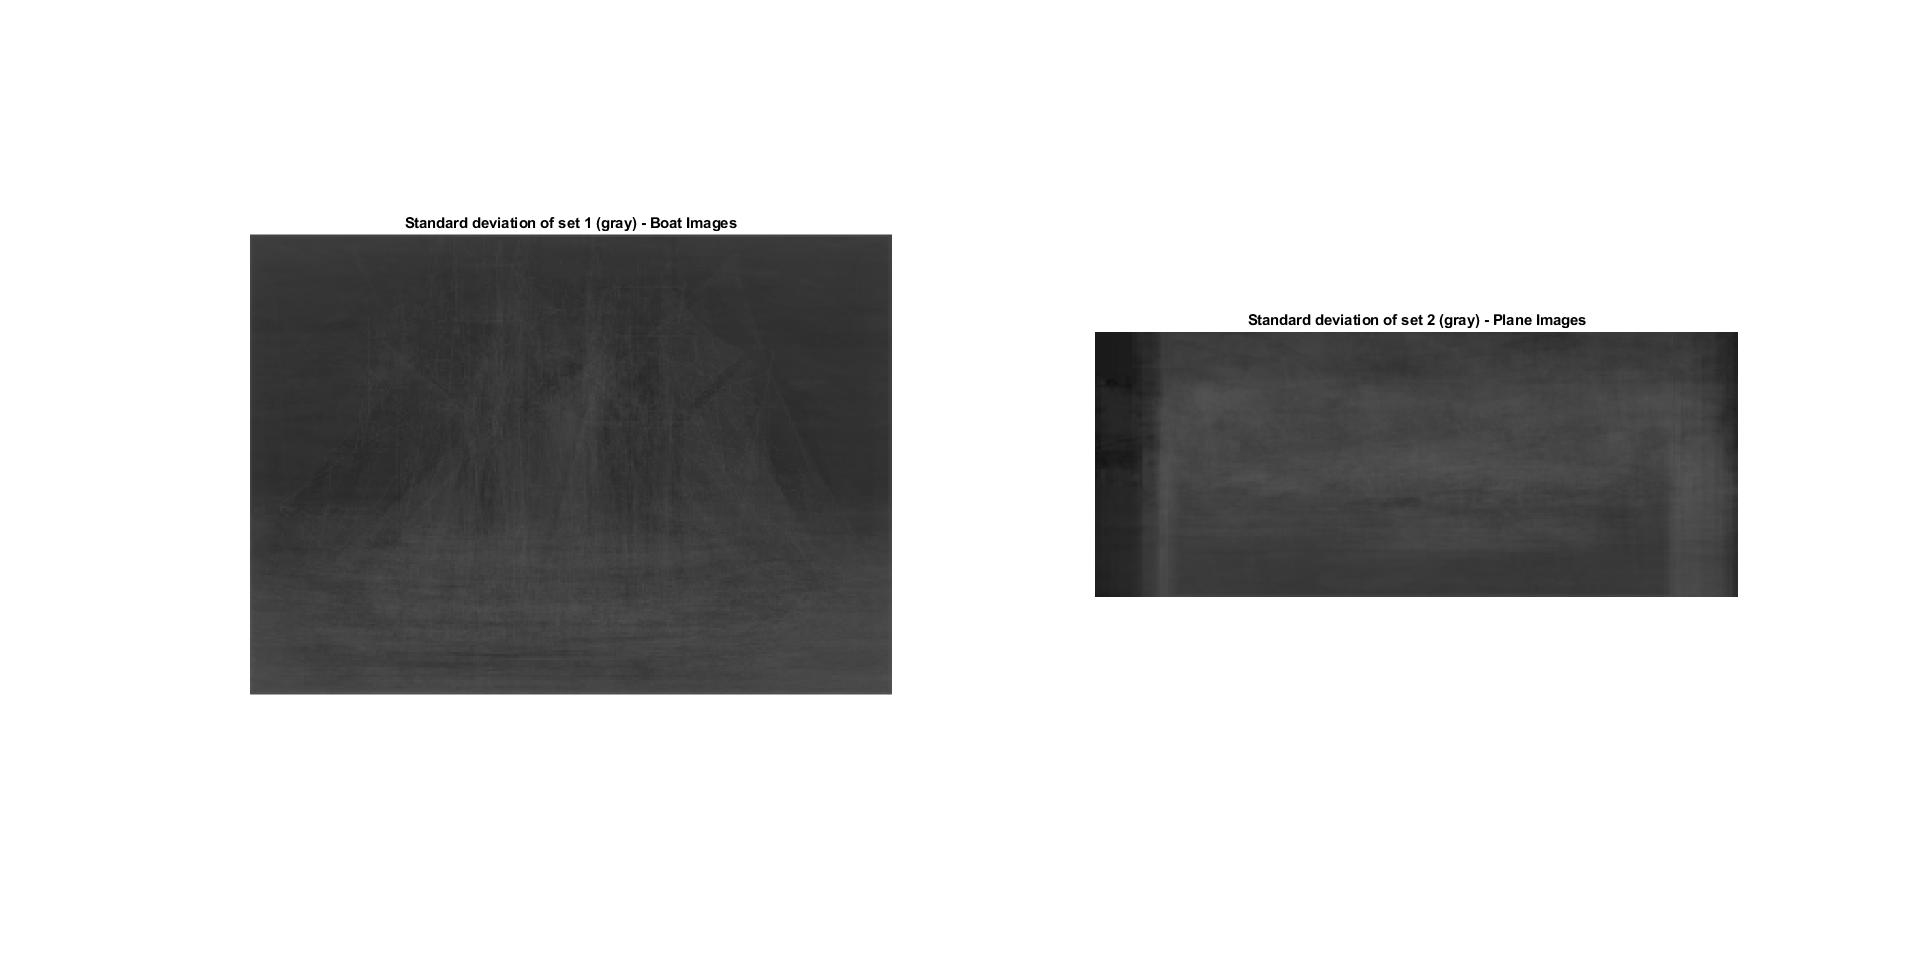 Standard deviation of set 1 (gray) - Boat Images
Standard deviation of set 2 (gray) - Plane Images